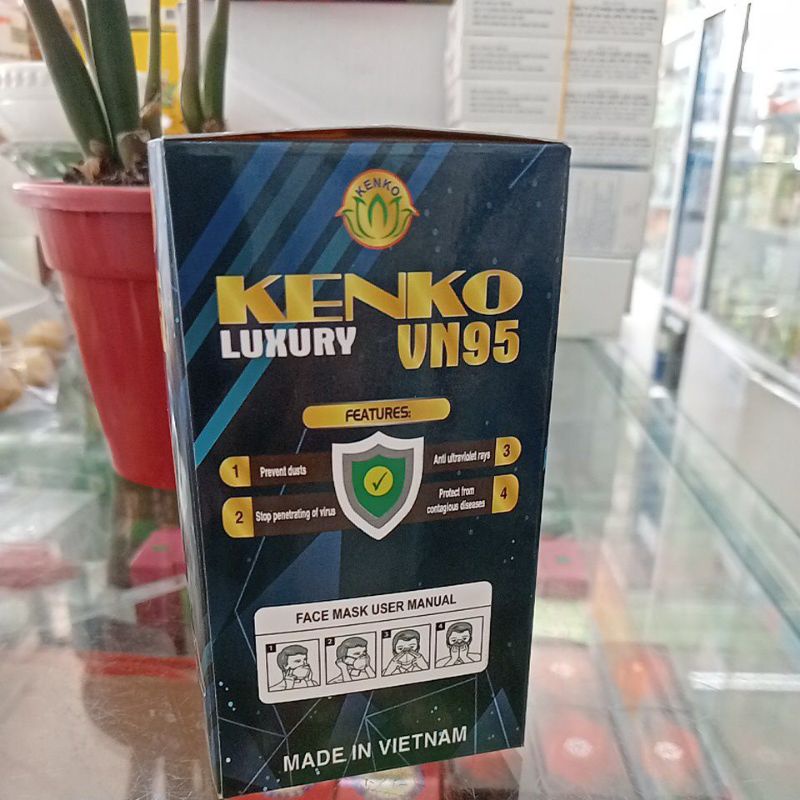 KENKO
KENKO
LUXURY VN95
FEATURES:
1 Prevent dusts
Anti ultraviolet rays 3
2 Stop penetrating of virus
Protect from
contagious diseases 4
FACE MASK USER MANUAL
1 2 3 4
MADE IN VIETNAM